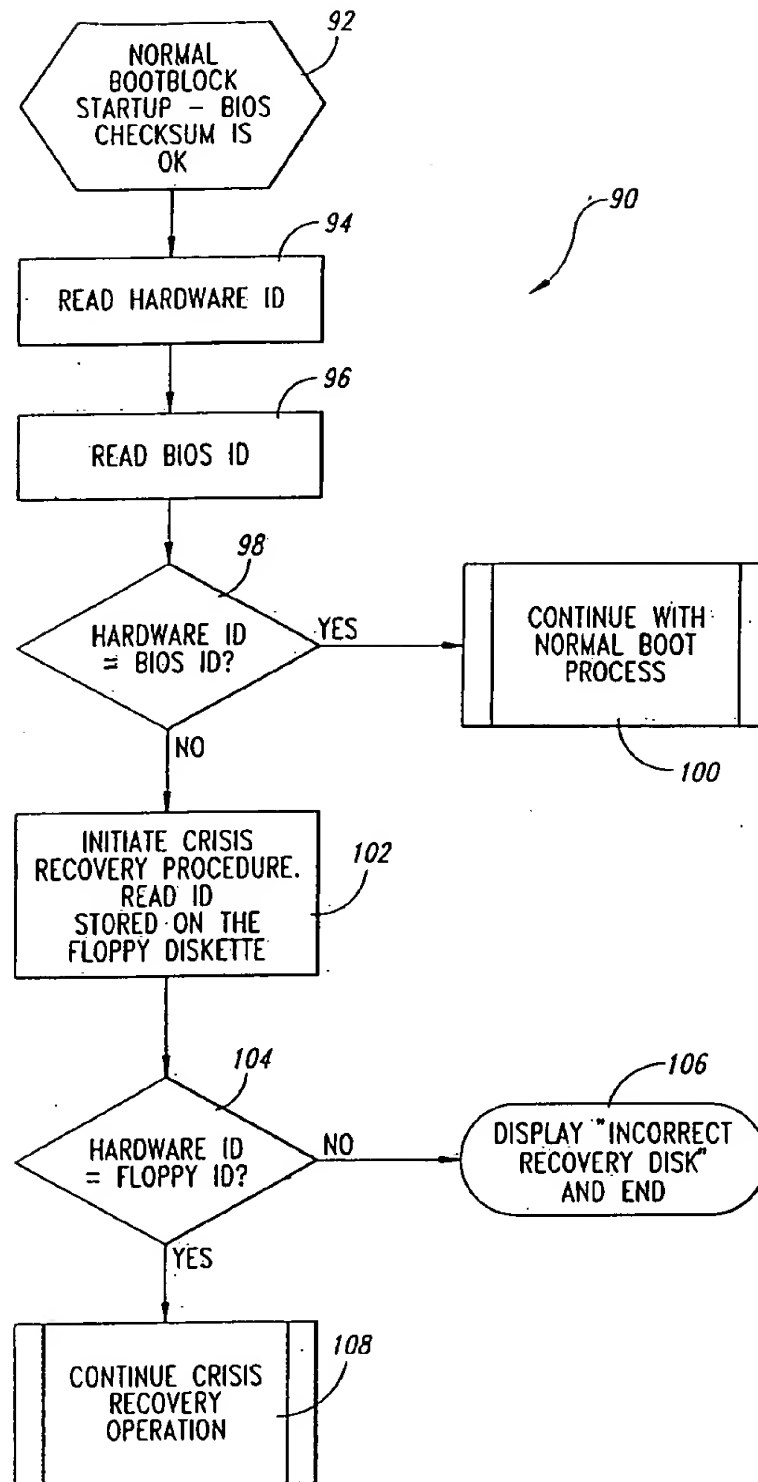 92
NORMAL
BOOTBLOCK
STARTUP – BIOS
CHECKSUM IS
OK
90
94
READ HARDWARE ID
96
READ BIOS ID
98
HARDWARE ID
= BIOS ID?
YES
CONTINUE WITH
NORMAL BOOT
PROCESS
100
NO
INITIATE CRISIS
RECOVERY PROCEDURE.
READ ID
STORED ON THE
FLOPPY DISKETTE
102
104
HARDWARE ID
= FLOPPY ID?
NO
106
DISPLAY "INCORRECT
RECOVERY DISK"
AND END
YES
CONTINUE CRISIS
RECOVERY
OPERATION
108